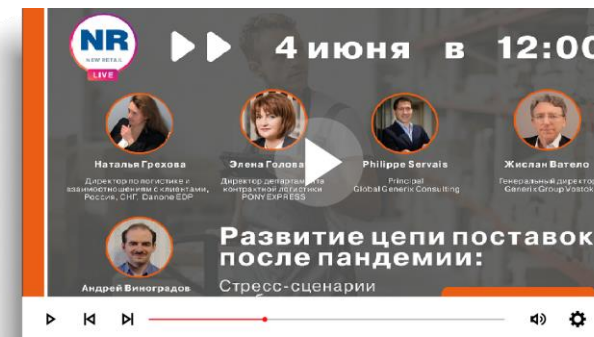 NR
NEW RETAIL
LIVE
4 июня в 12:00
Наталья Грехова
Директор по логистике и
взаимоотношениям с клиентами,
Россия, СНГ, Danone EDP
Элена Голова
Директор департамента
контрактной логистики
PONY EXPRESS
Philippe Servais
Principal
Global Generix Consulting
Жислан Вателo
Генеральный директор
Generix Group Vostok
Андрей Виноградов
Развитие цепи поставок
после пандемии:
Стресс-сценарии